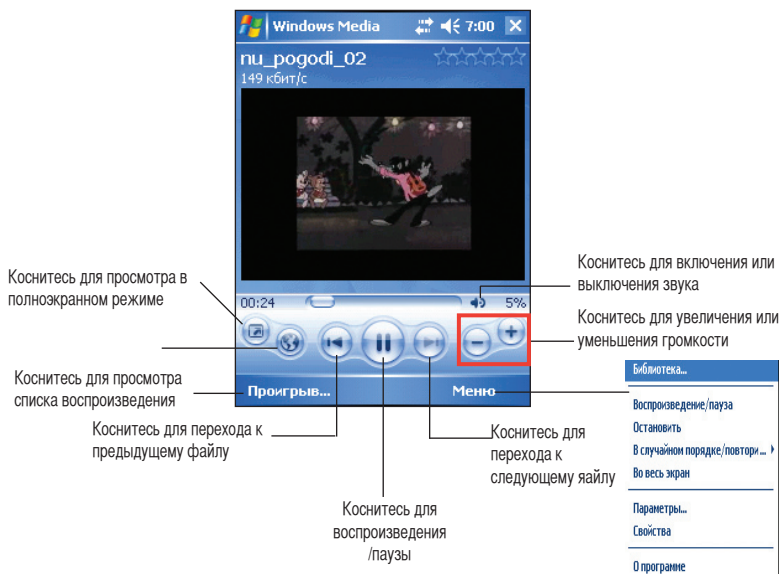 Windows Media 7:00
nu_pogodi_02
149 кбит/с
00:24 5%
Проигрыв... Меню
Коснитесь для просмотра в
полноэкранном режиме
Коснитесь для просмотра
списка воспроизведения
Коснитесь для перехода к
предыдущему файлу
Коснитесь для
воспроизведения
/паузы
Коснитесь для
перехода к
следующему яайлу
Коснитесь для включения или
выключения звука
Коснитесь для увеличения или
уменьшения громкости
Библиотека...
Воспроизведение/пауза
Остановить
В случайном порядке/повтори...
Во весь экран
Параметры...
Свойства
О программе